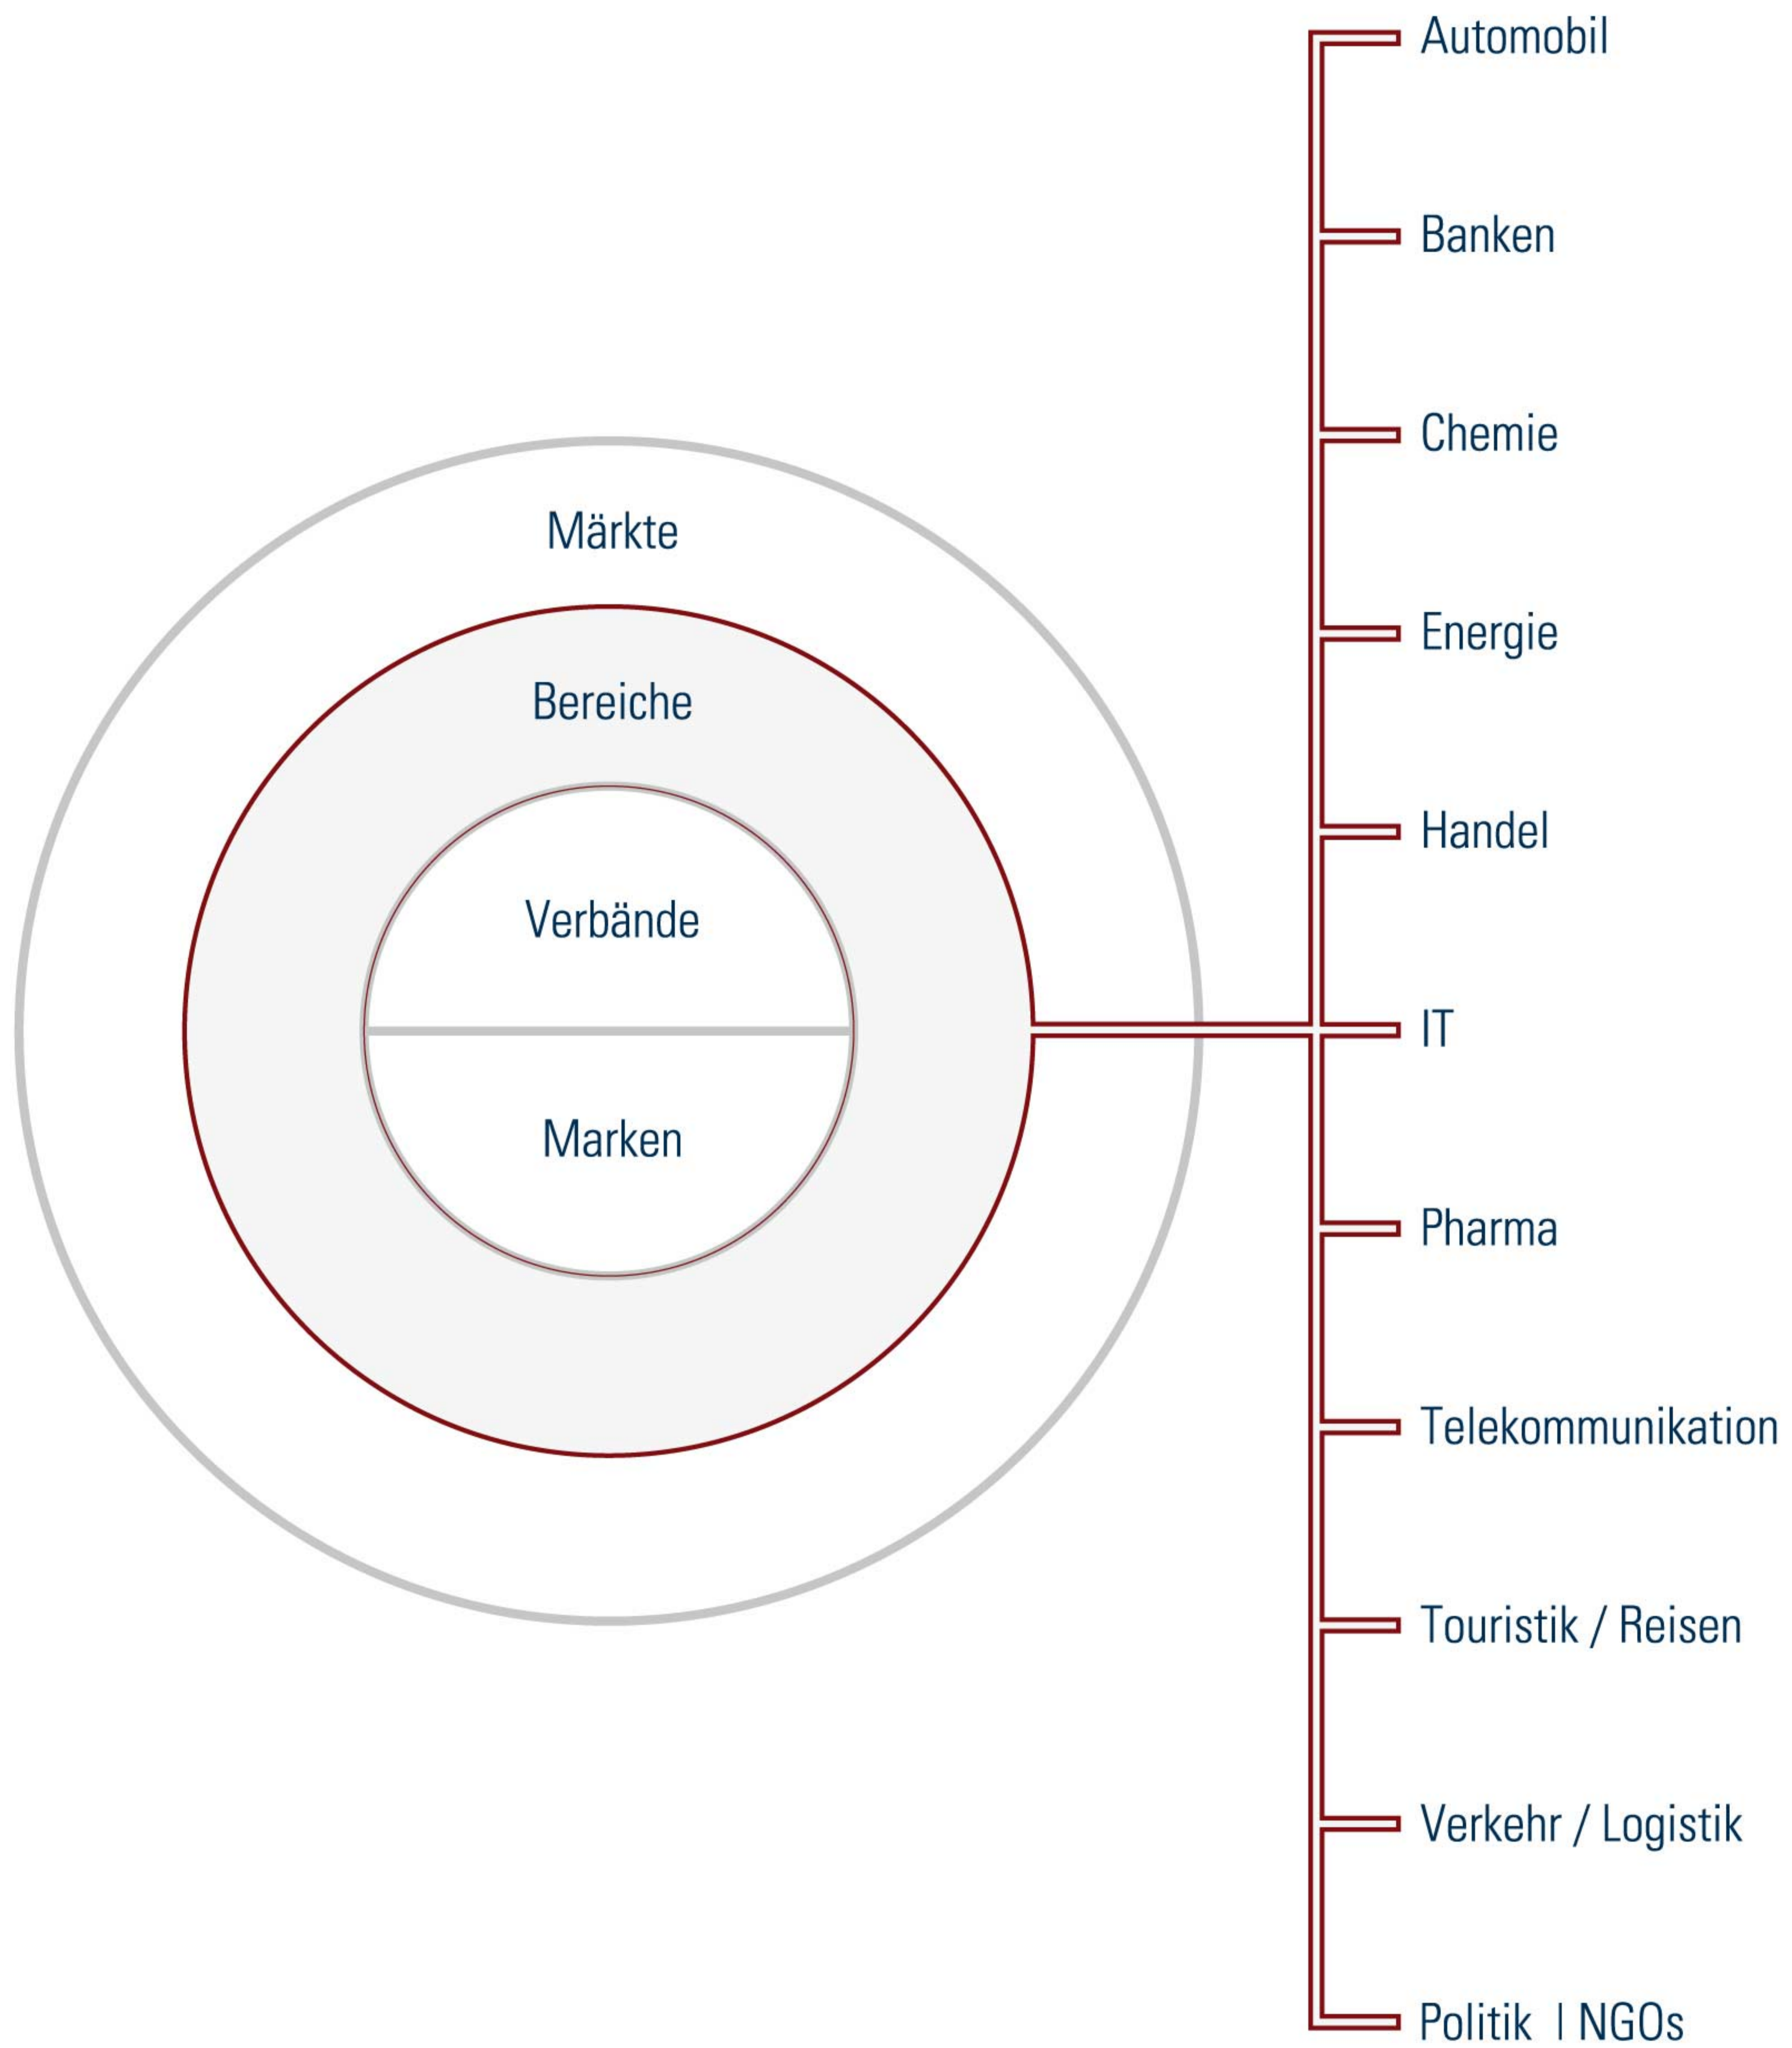 Märkte
Bereiche
Verbände
Marken
Automobil
Banken
Chemie
Energie
Handel
IT
Pharma
Telekommunikation
Touristik / Reisen
Verkehr / Logistik
Politik | NGOs